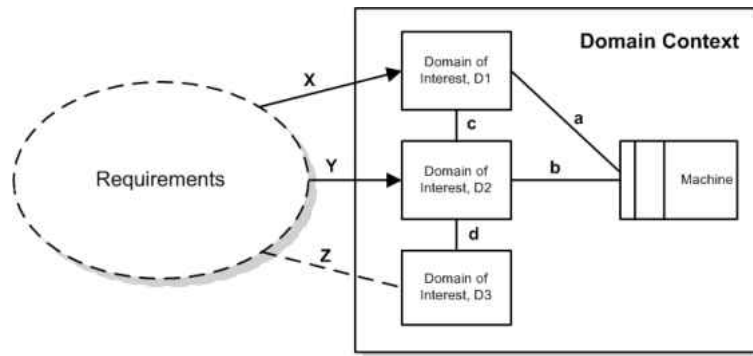 Domain Context
Domain of
Interest, D1
X
a
c
Y
Requirements
Domain of
Interest, D2
b
Machine
d
Z
Domain of
Interest, D3